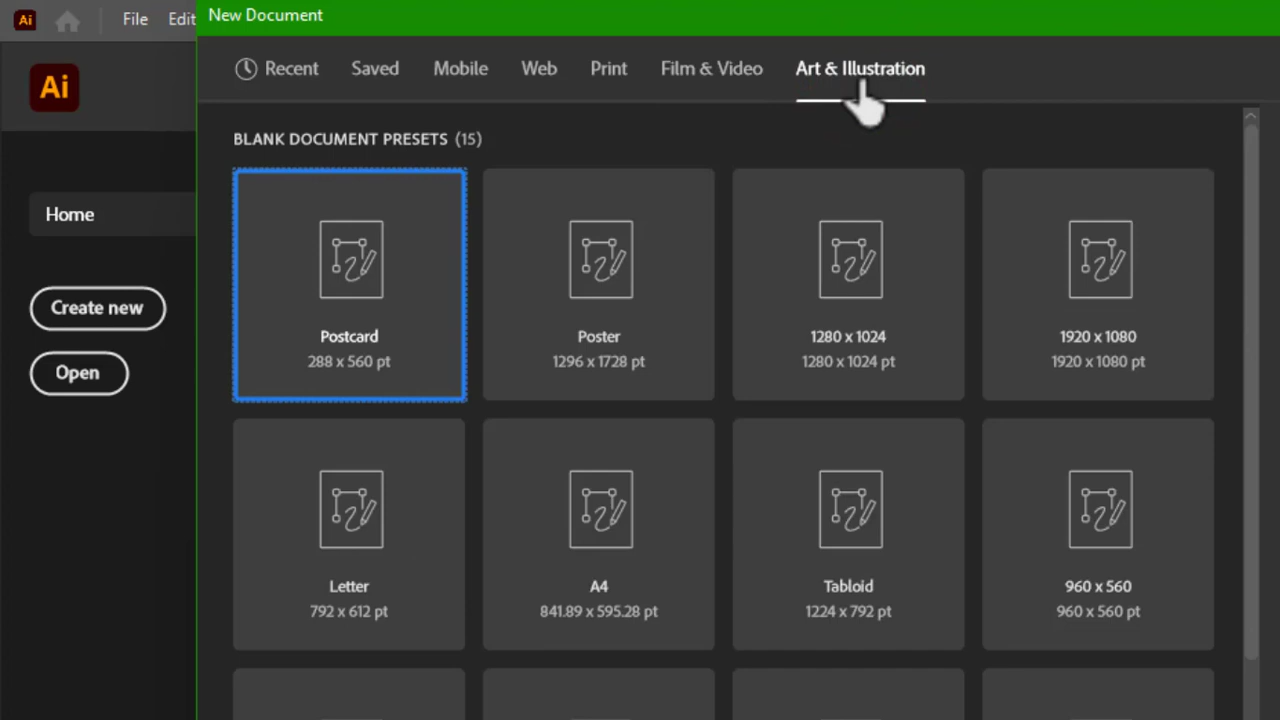 Ai
File
Edit
New Document
Ai
Recent
Saved
Mobile
Web
Print
Film & Video
Art & Illustration
BLANK DOCUMENT PRESETS (15)
Home
Create new
Open
Postcard
288 x 560 pt
Poster
1296 x 1728 pt
1280 x 1024
1280 x 1024 pt
1920 x 1080
1920 x 1080 pt
Letter
792 x 612 pt
A4
841.89 x 595.28 pt
Tabloid
1224 x 792 pt
960 x 560
960 x 560 pt